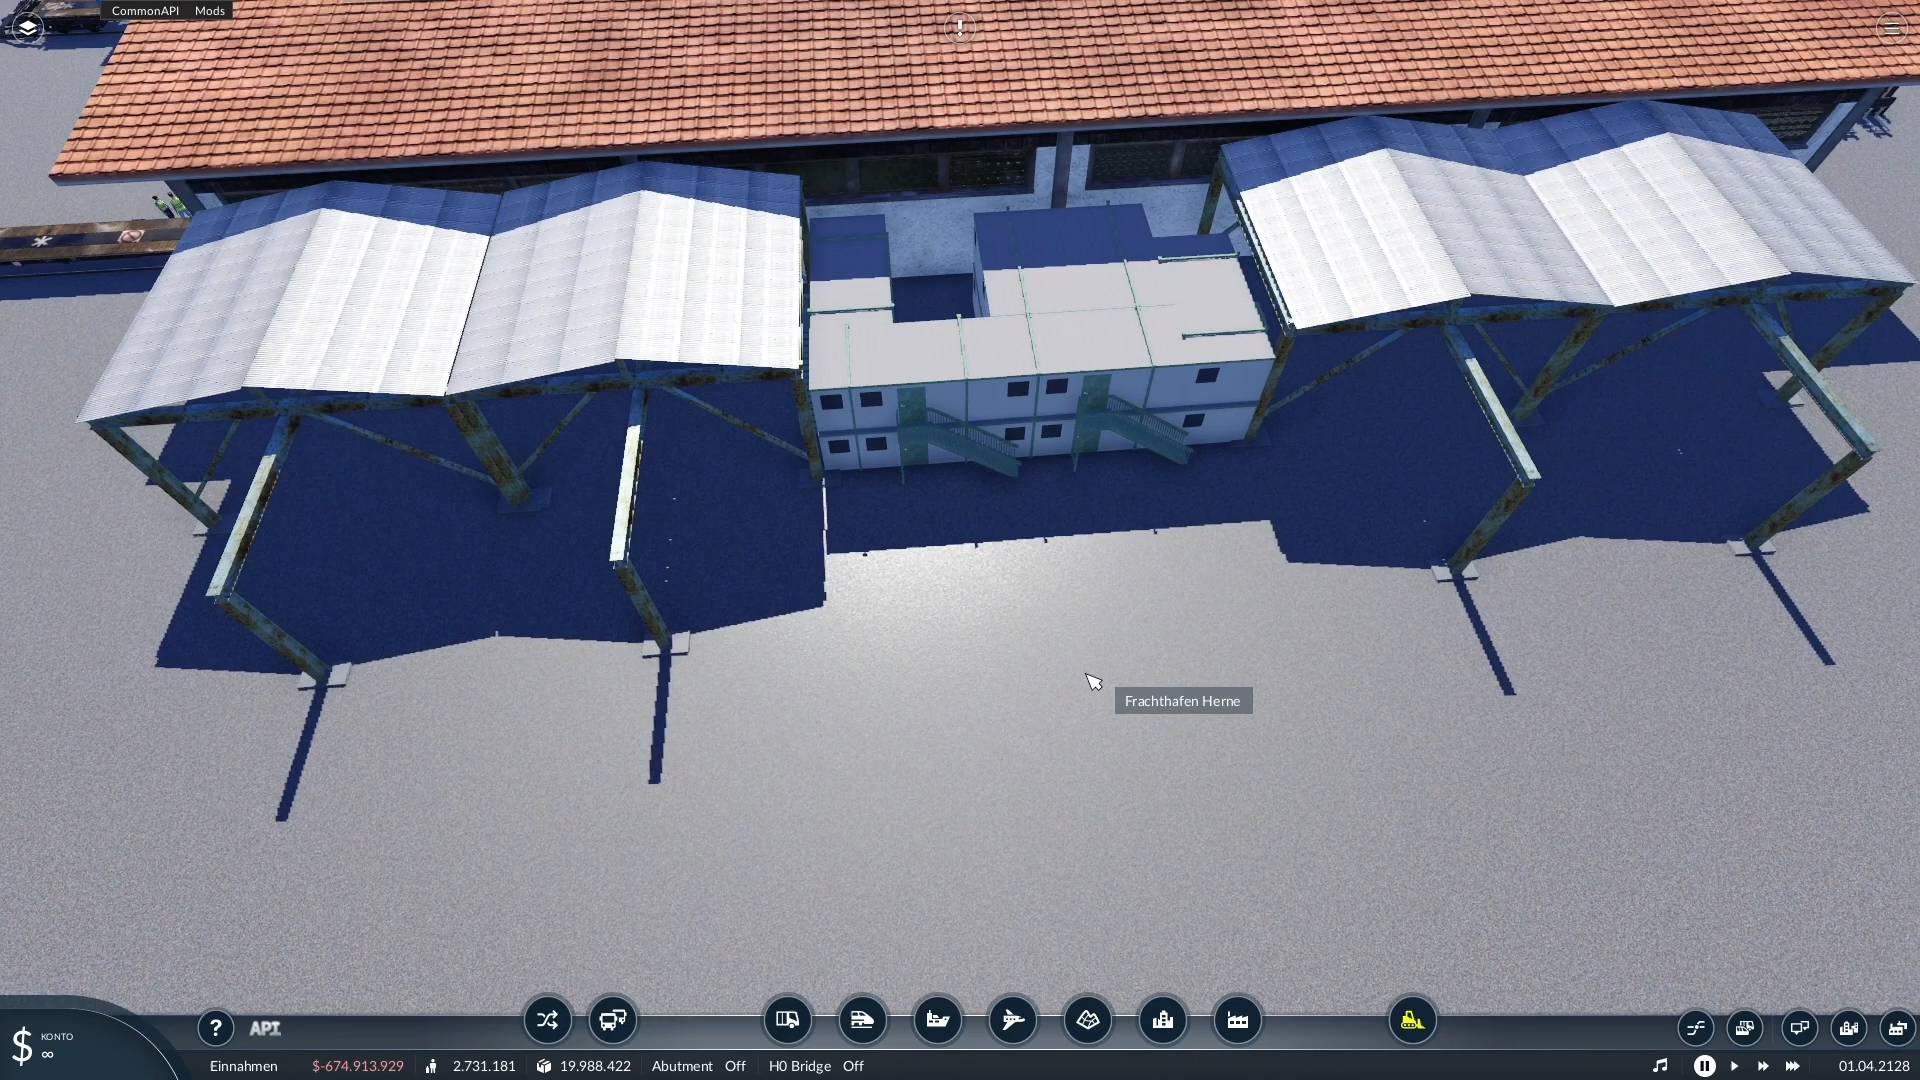 CommonAPI Mods
Frachthafen Herne
KONTO
∞
? API
Einnahmen $-674.913.929 2.731.181 19.988.422 Abutment Off H0 Bridge Off 01.04.2128